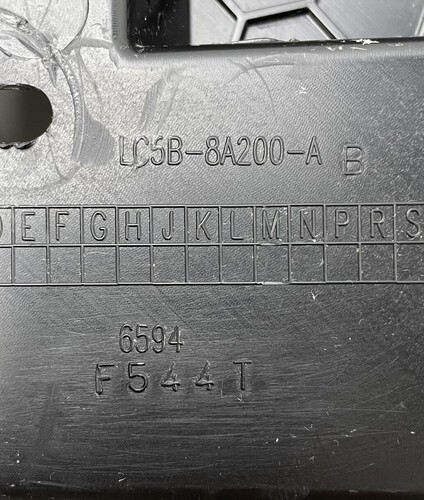 LC5B-8A200-A B
D E F G H J K L M N P R S
6594
F544T